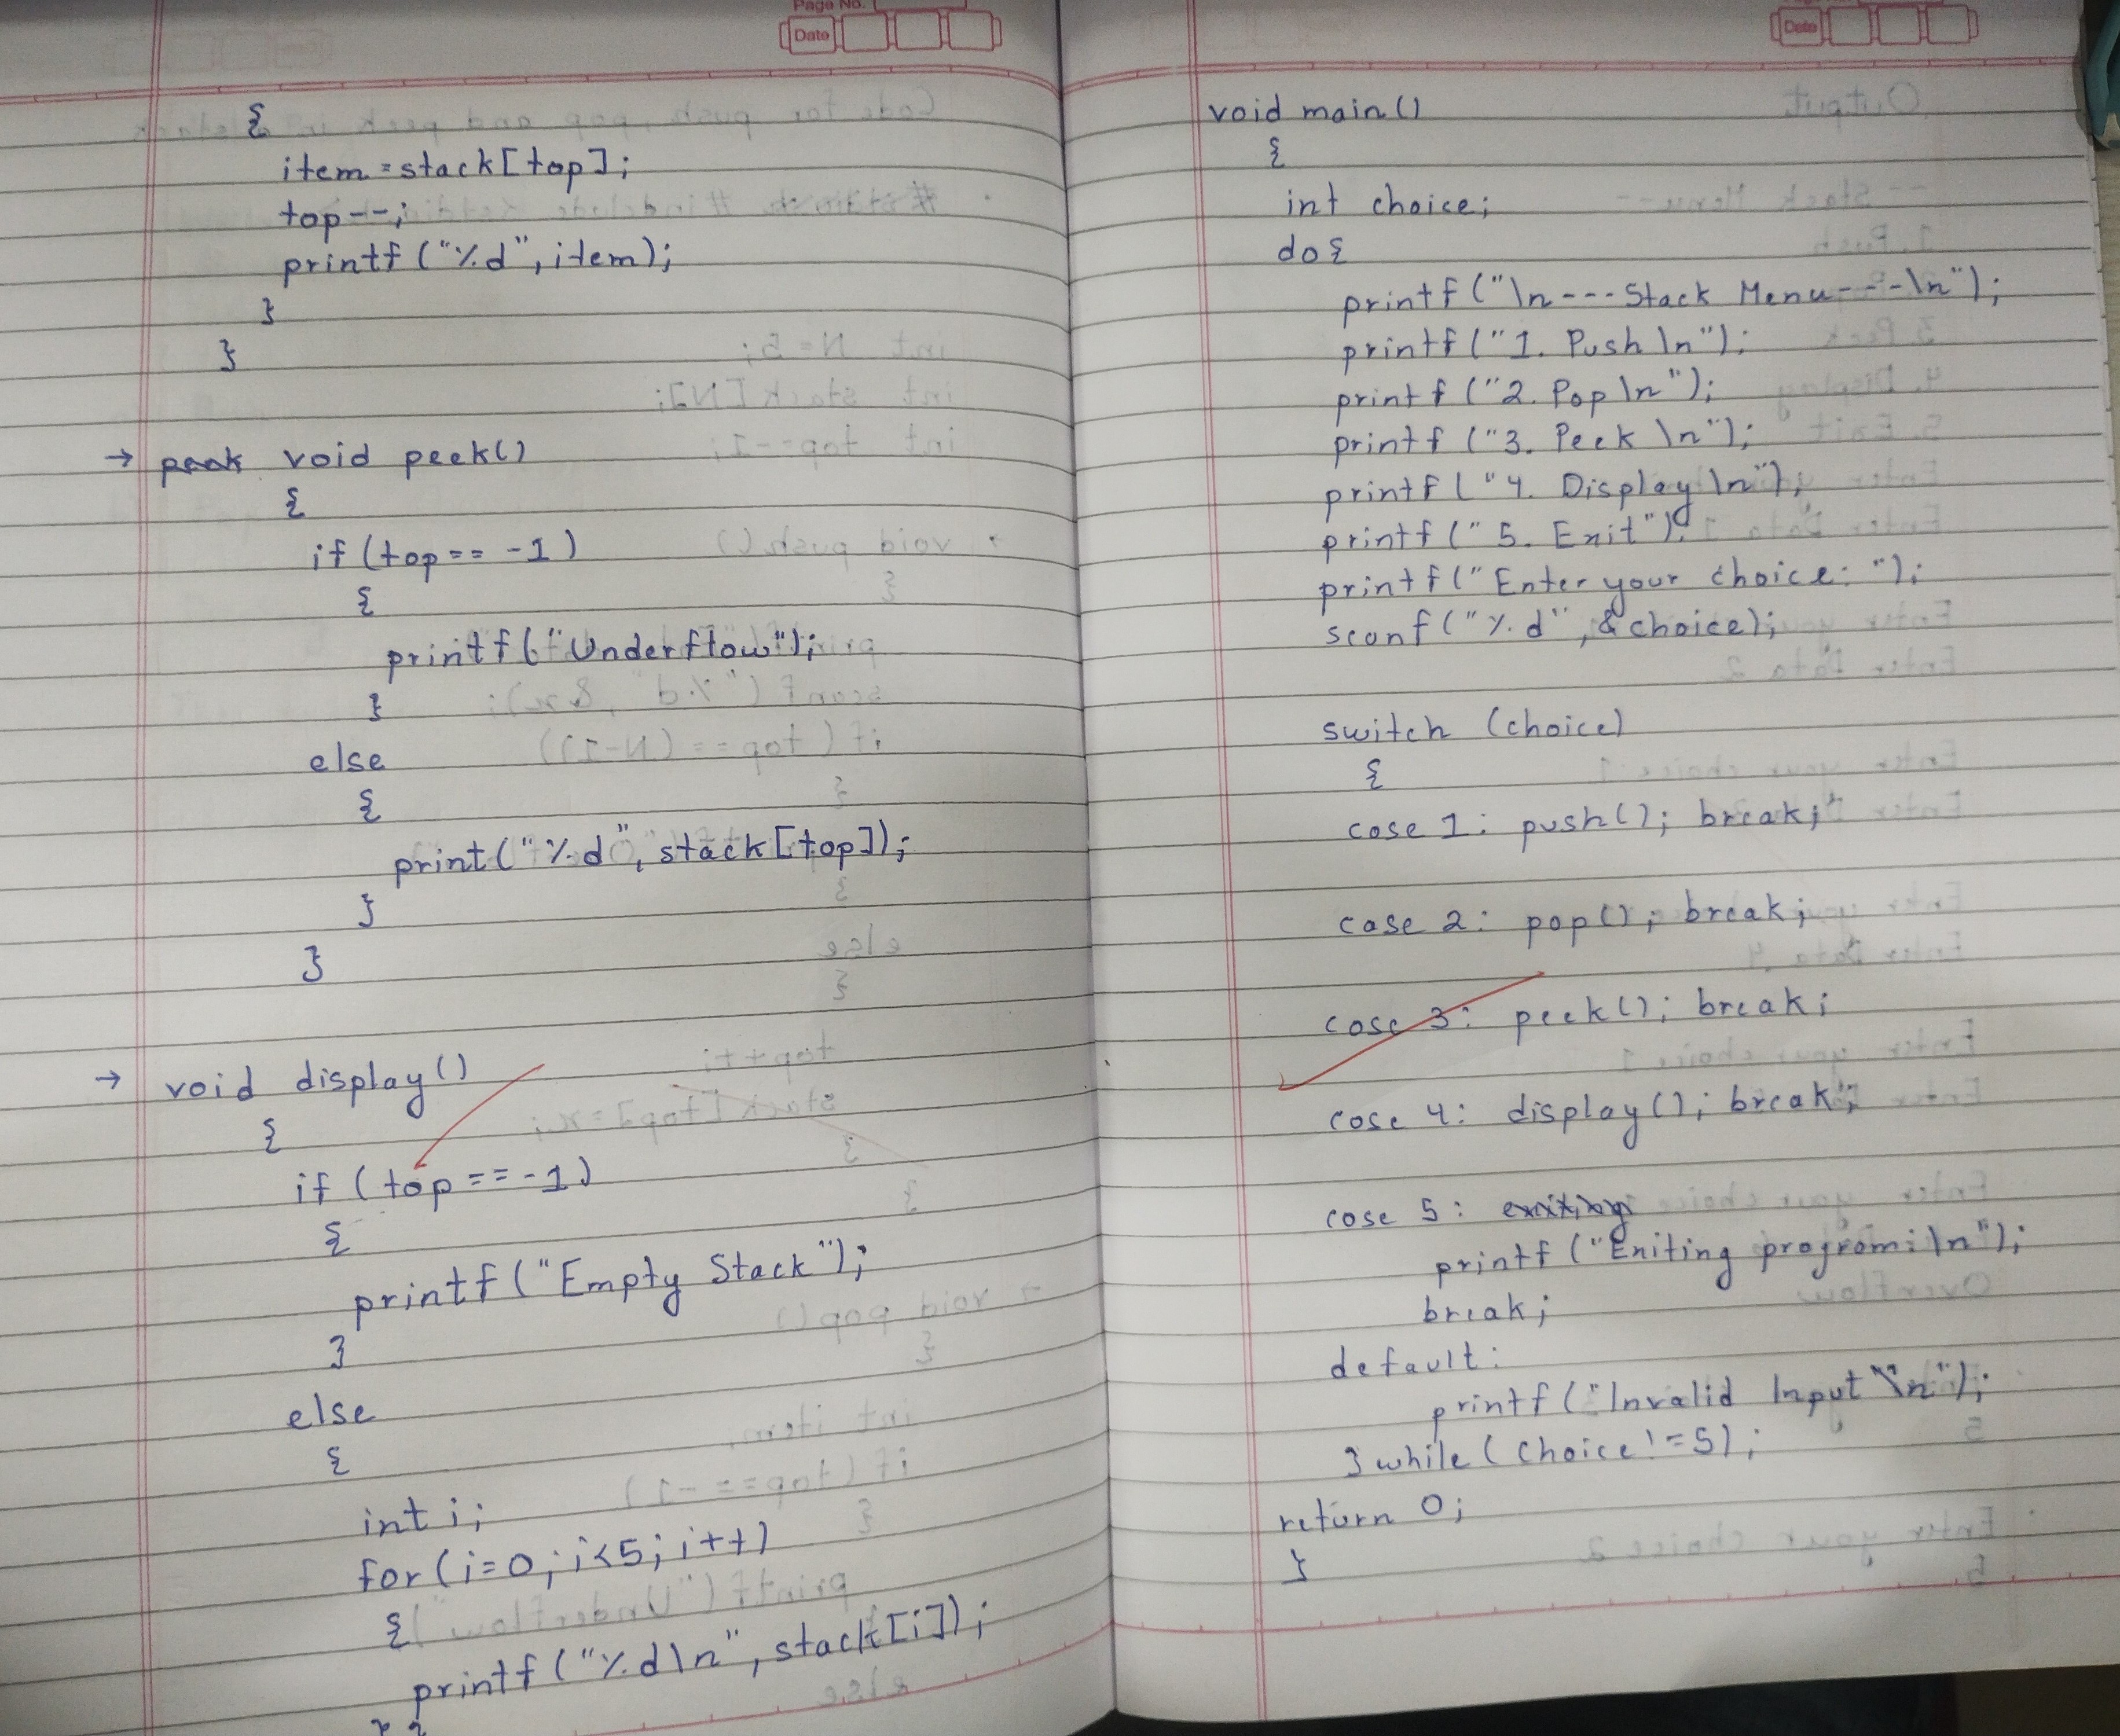 Page No.
Date
{
item = stack[top];
top--;
printf ("%d", item);
}
}
→ peek void peek()
{
if (top == -1)
{
printf("Underflow");
}
else
{
print("%d", stack[top]);
}
}
→ void display()
{
if (top == -1)
{
printf("Empty Stack");
}
else
{
int i;
for(i=0; i<5; i++)
{
printf ("%d\n", stack[i]);
Date
void main()
{
int choice;
do{
printf ("\n---Stack Menu---\n");
printf ("1. Push \n");
printf ("2. Pop \n");
printf ("3. Peek \n");
printf ("4. Display \n");
printf ("5. Exit");
printf ("Enter your choice: ");
scanf ("%d", &choice);
switch (choice)
{
case 1: push(); break;
case 2: pop(); break;
case 3: peek(); break;
case 4: display(); break;
case 5: exiting
printf ("Exiting program: \n");
break;
default:
printf ("Invalid Input \n");
} while (choice != 5);
return 0;
}